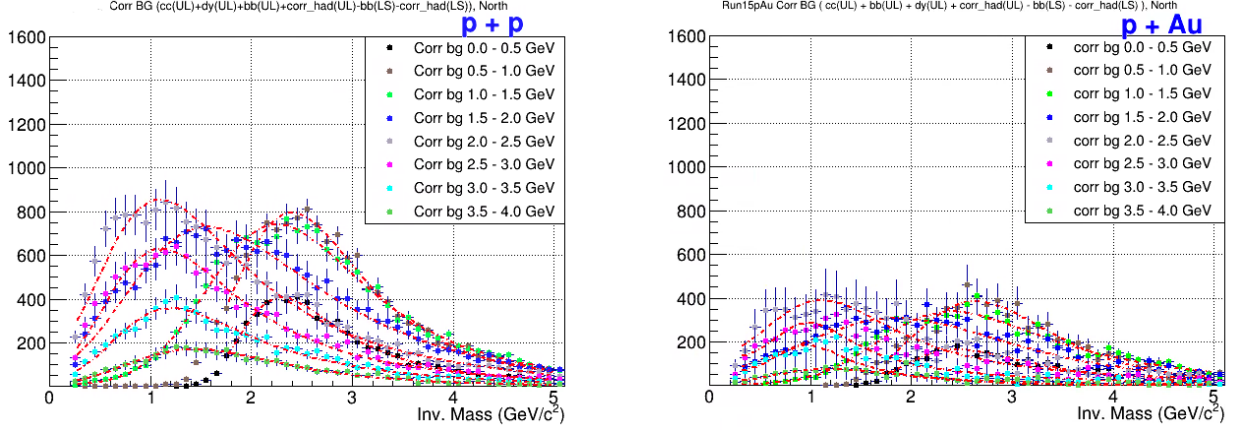 Corr BG (cc(UL)+dy(UL)+bb(UL)+corr_had(UL)-bb(LS)-corr_had(LS)), North
p + p
1600
1400
1200
1000
800
600
400
200
Corr bg 0.0 - 0.5 GeV
Corr bg 0.5 - 1.0 GeV
Corr bg 1.0 - 1.5 GeV
Corr bg 1.5 - 2.0 GeV
Corr bg 2.0 - 2.5 GeV
Corr bg 2.5 - 3.0 GeV
Corr bg 3.0 - 3.5 GeV
Corr bg 3.5 - 4.0 GeV
0 1 2 3 4 5
Inv. Mass (GeV/c²)
Run15pAu Corr BG ( cc(UL) + bb(UL) + dy(UL) + corr_had(UL) - bb(LS) - corr_had(LS) ), North
p + Au
1600
1400
1200
1000
800
600
400
200
corr bg 0.0 - 0.5 GeV
corr bg 0.5 - 1.0 GeV
corr bg 1.0 - 1.5 GeV
corr bg 1.5 - 2.0 GeV
corr bg 2.0 - 2.5 GeV
corr bg 2.5 - 3.0 GeV
corr bg 3.0 - 3.5 GeV
corr bg 3.5 - 4.0 GeV
0 1 2 3 4 5
Inv. Mass (GeV/c²)